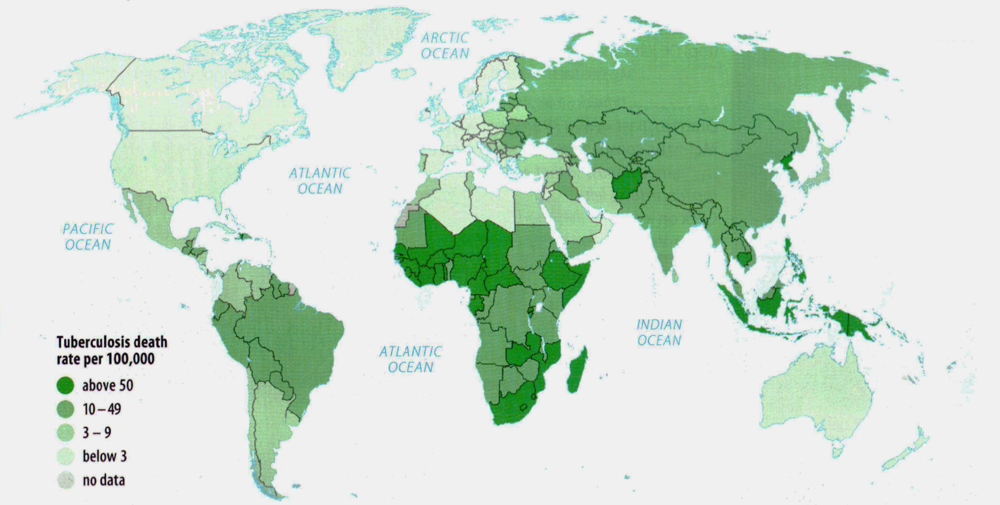 ARCTIC
OCEAN
ATLANTIC
OCEAN
PACIFIC
OCEAN
INDIAN
OCEAN
ATLANTIC
OCEAN
Tuberculosis death
rate per 100,000
above 50
10 – 49
3 – 9
below 3
no data